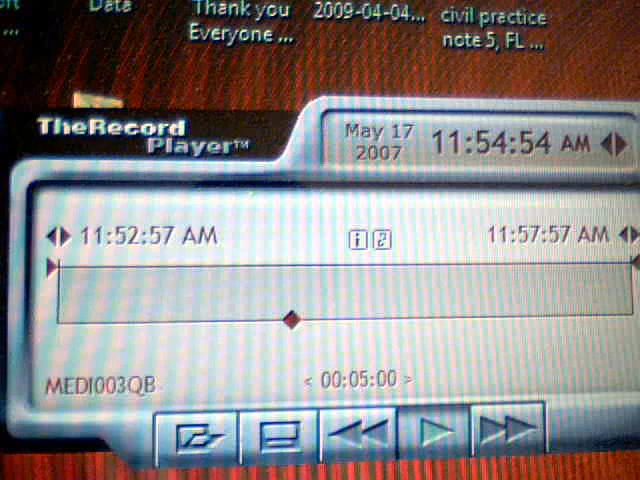 Data
Thank you
Everyone ...
2009-04-04...
civil practice
note 5, FL ...
TheRecord
Player™
May 17
2007
11:54:54 AM
11:52:57 AM
11:57:57 AM
MEDI003QB
< 00:05:00 >